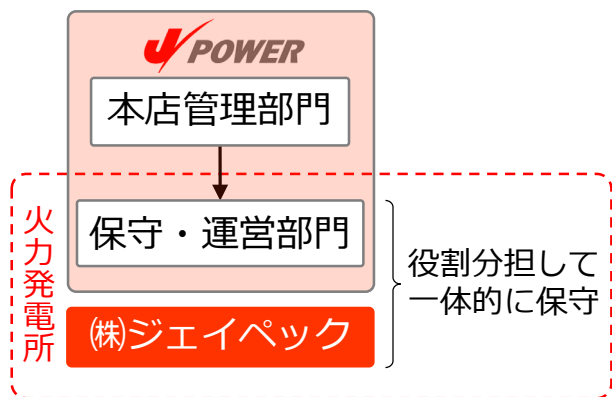 J-POWER
本店管理部門
保守・運営部門
火力発電所
㈱ジェイペック
役割分担して
一体的に保守